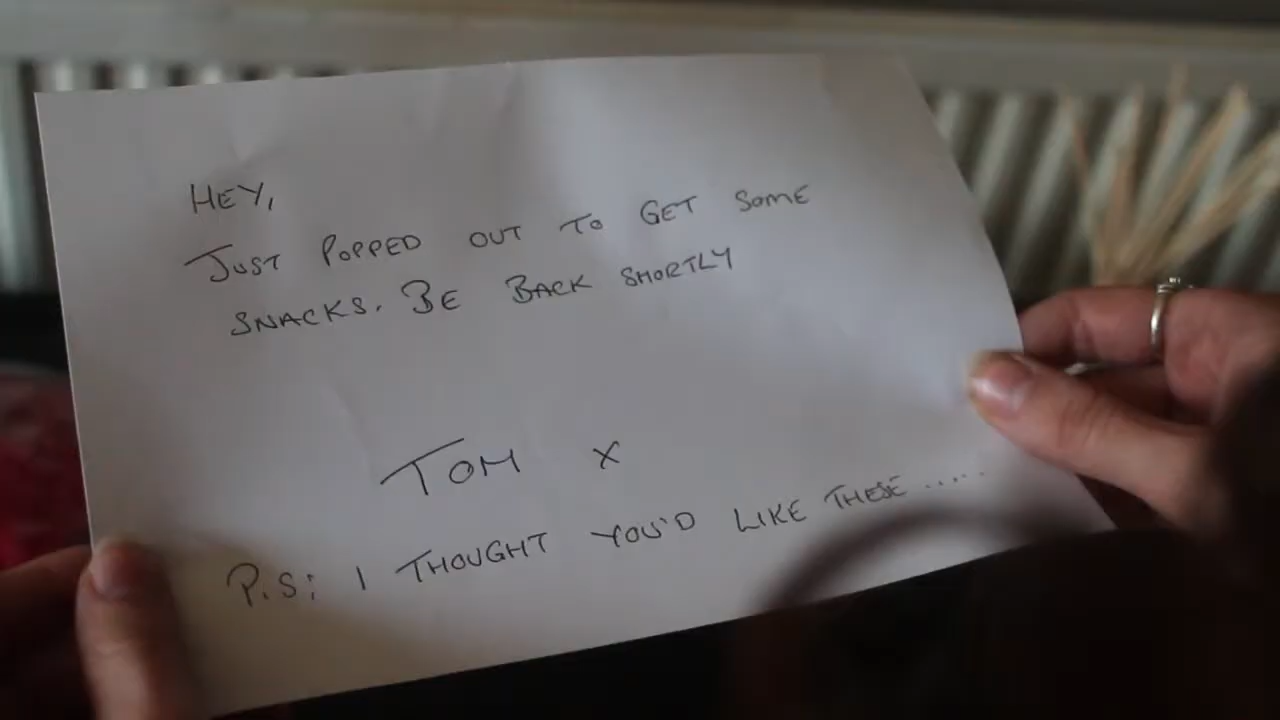 HEY,
JUST POPPED OUT TO GET SOME
SNACKS. BE BACK SHORTLY
TOM X
P.S: I THOUGHT YOU'D LIKE THESE .....